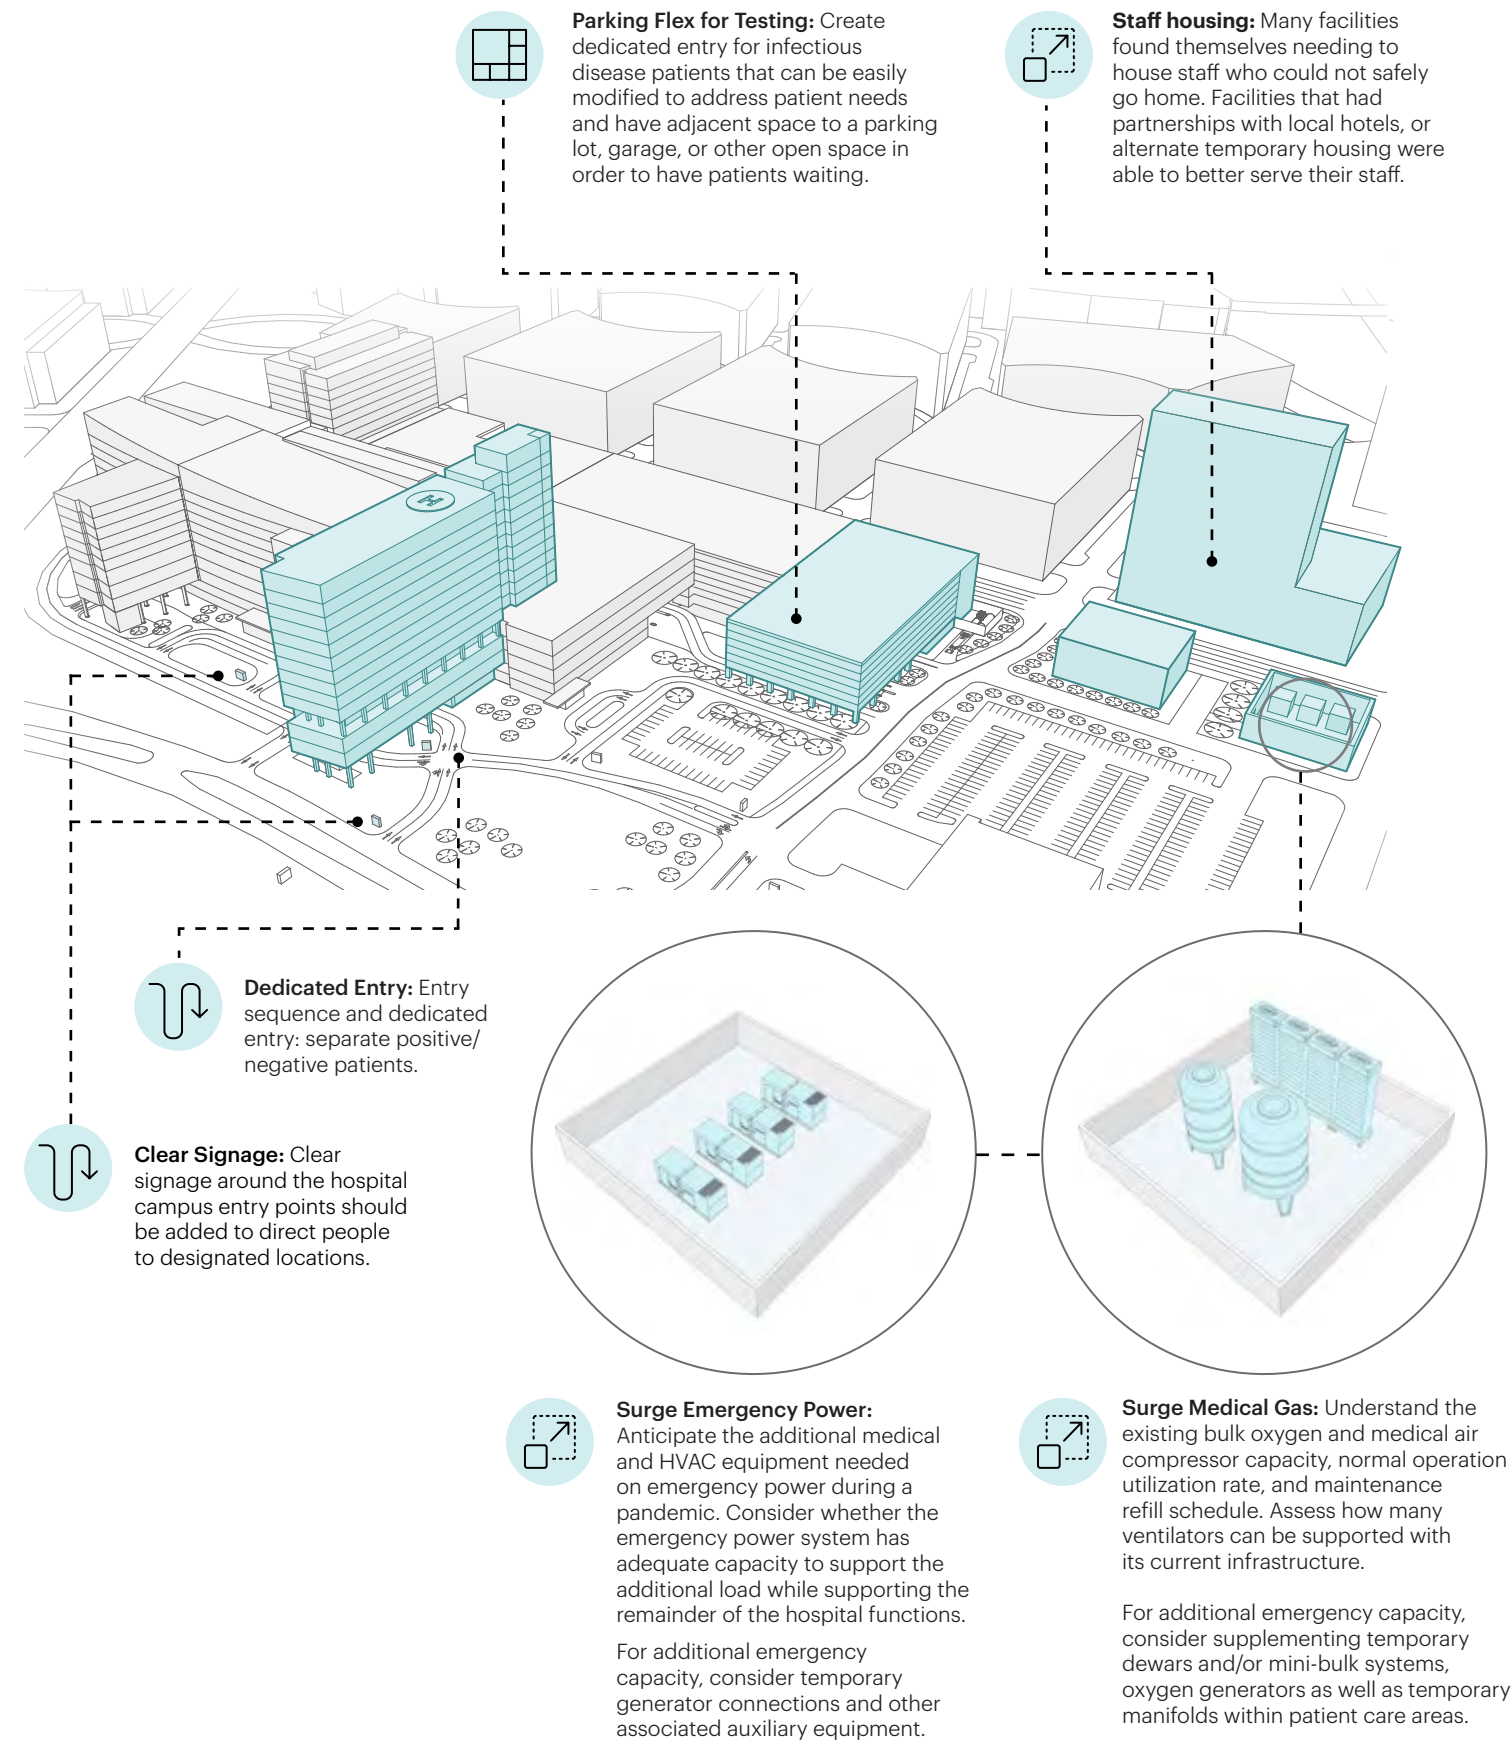 Parking Flex for Testing: Create
dedicated entry for infectious
disease patients that can be easily
modified to address patient needs
and have adjacent space to a parking
lot, garage, or other open space in
order to have patients waiting.
Staff housing: Many facilities
found themselves needing to
house staff who could not safely
go home. Facilities that had
partnerships with local hotels, or
alternate temporary housing were
able to better serve their staff.
H
Dedicated Entry: Entry
sequence and dedicated
entry: separate positive/
negative patients.
Clear Signage: Clear
signage around the hospital
campus entry points should
be added to direct people
to designated locations.
Surge Emergency Power:
Anticipate the additional medical
and HVAC equipment needed
on emergency power during a
pandemic. Consider whether the
emergency power system has
adequate capacity to support the
additional load while supporting the
remainder of the hospital functions.
For additional emergency
capacity, consider temporary
generator connections and other
associated auxiliary equipment.
Surge Medical Gas: Understand the
existing bulk oxygen and medical air
compressor capacity, normal operation
utilization rate, and maintenance
refill schedule. Assess how many
ventilators can be supported with
its current infrastructure.
For additional emergency capacity,
consider supplementing temporary
dewars and/or mini-bulk systems,
oxygen generators as well as temporary
manifolds within patient care areas.